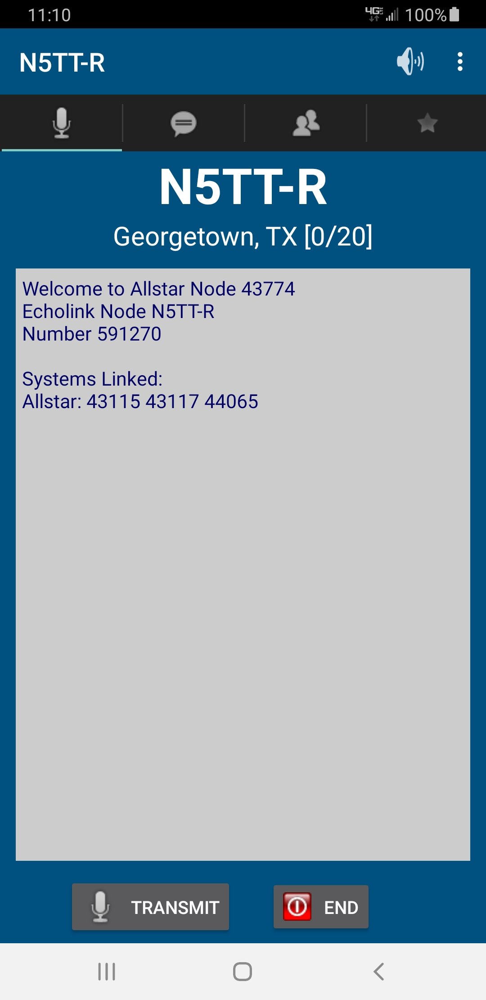 11:10
4G LTE 100%
N5TT-R
N5TT-R
Georgetown, TX [0/20]
Welcome to Allstar Node 43774
Echolink Node N5TT-R
Number 591270
Systems Linked:
Allstar: 43115 43117 44065
TRANSMIT
END